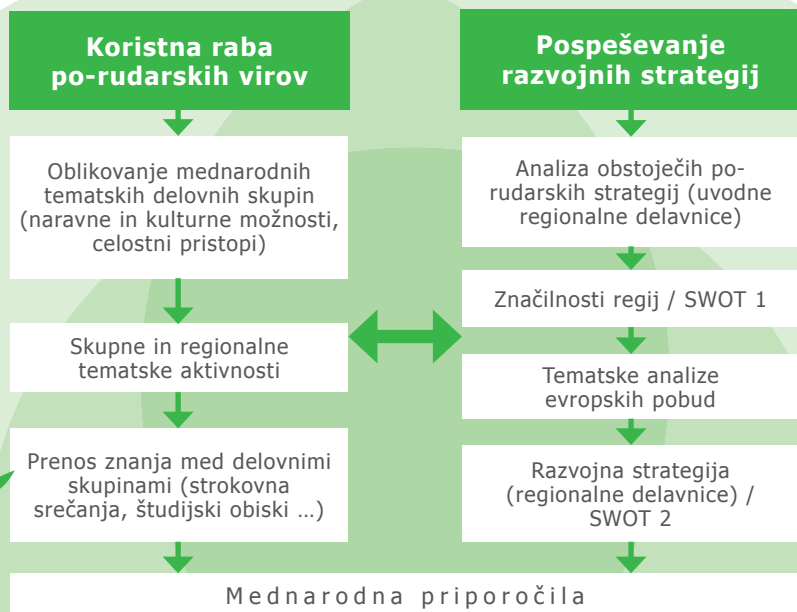 Koristna raba
po-rudarskih virov
Oblikovanje mednarodnih
tematskih delovnih skupin
(naravne in kulturne možnosti,
celostni pristopi)
Skupne in regionalne
tematske aktivnosti
Prenos znanja med delovnimi
skupinami (strokovna
srečanja, študijski obiski …)
Pospeševanje
razvojnih strategij
Analiza obstoječih po-
rudarskih strategij (uvodne
regionalne delavnice)
Značilnosti regij / SWOT 1
Tematske analize
evropskih pobud
Razvojna strategija
(regionalne delavnice) /
SWOT 2
Mednarodna priporočila